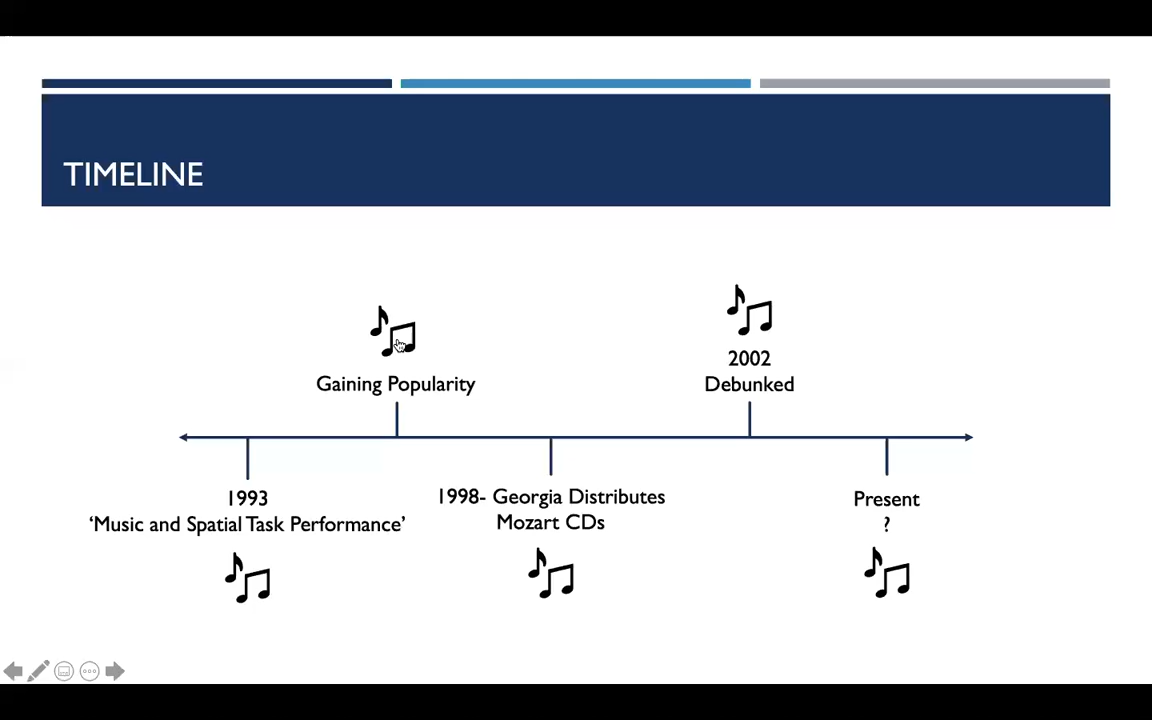 TIMELINE
Gaining Popularity
2002
Debunked
1993
‘Music and Spatial Task Performance’
1998- Georgia Distributes
Mozart CDs
Present
?